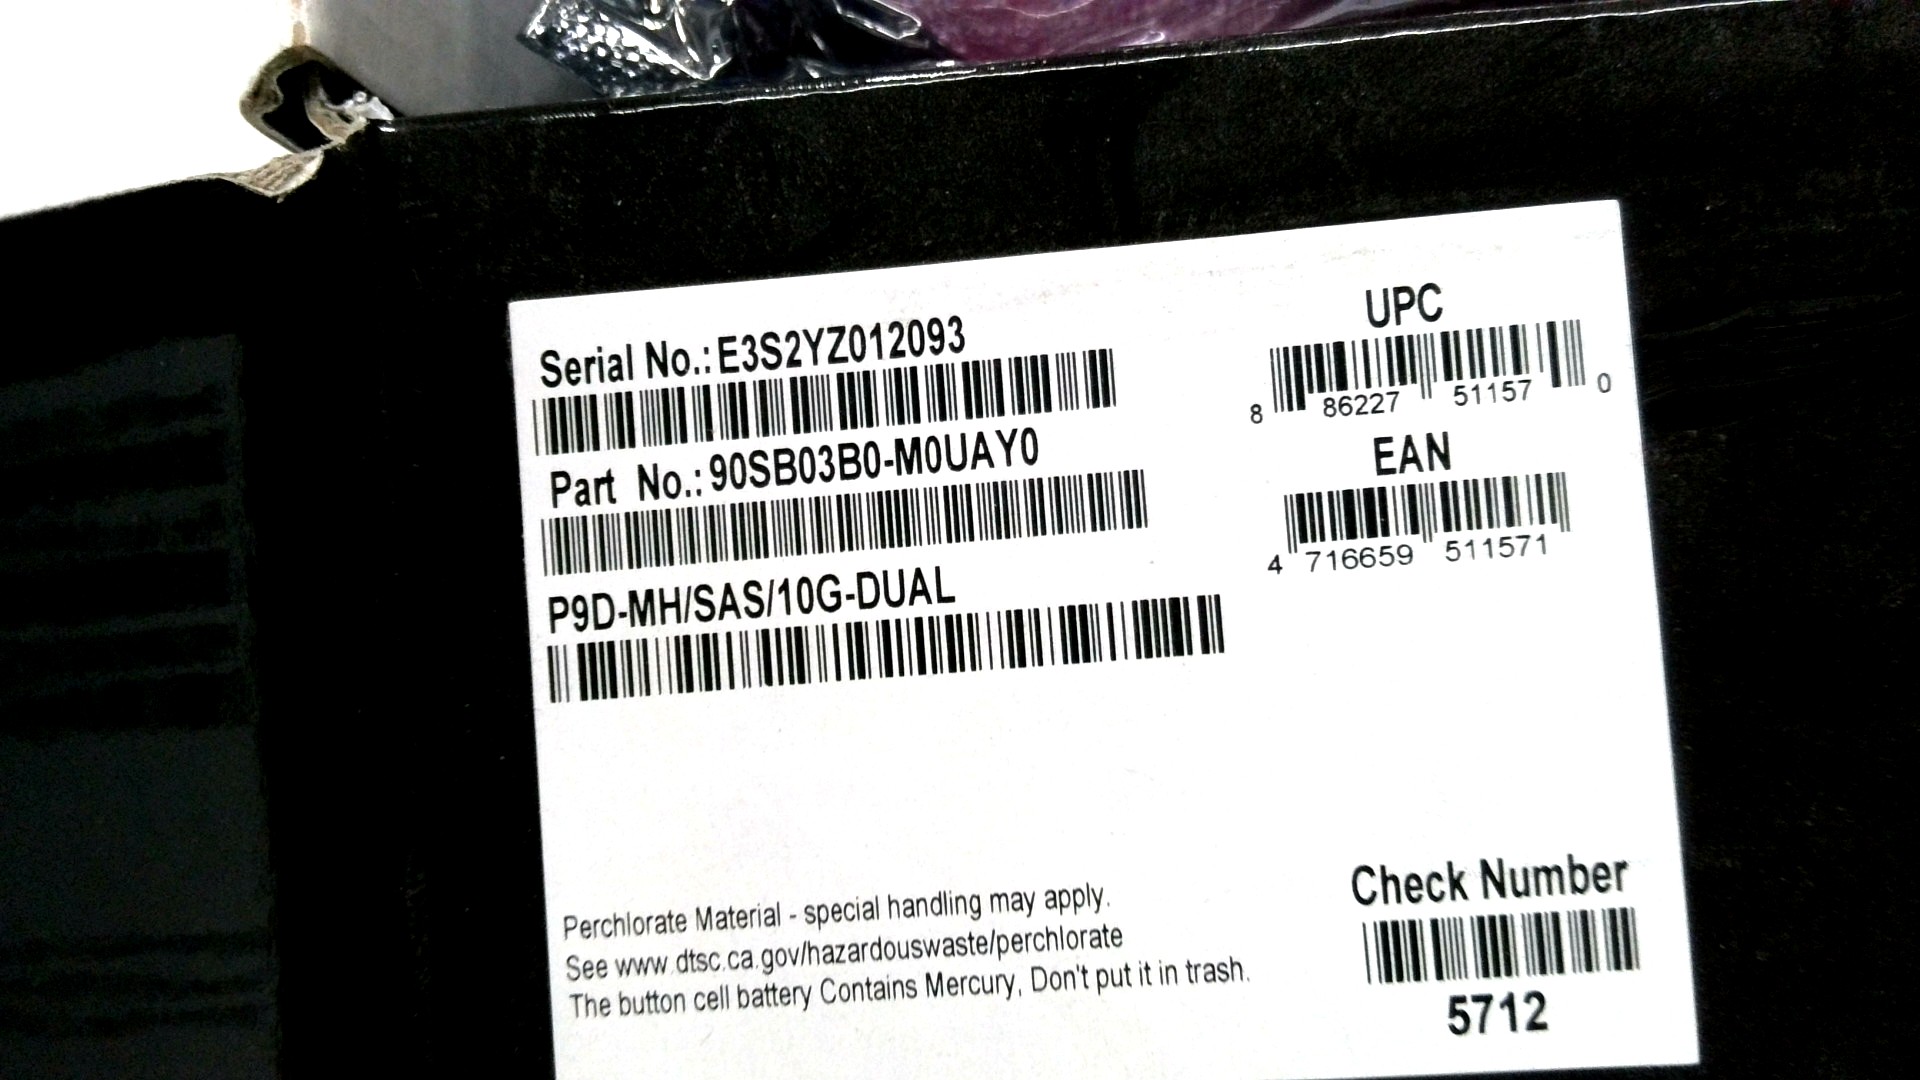 Serial No.: E3S2YZ012093
Part No.: 90SB03B0-M0UAY0
P9D-MH/SAS/10G-DUAL
UPC
8 86227 51157 0
EAN
4 716659 511571
Perchlorate Material - special handling may apply.
See www.dtsc.ca.gov/hazardouswaste/perchlorate
The button cell battery Contains Mercury, Don't put it in trash.
Check Number
5712